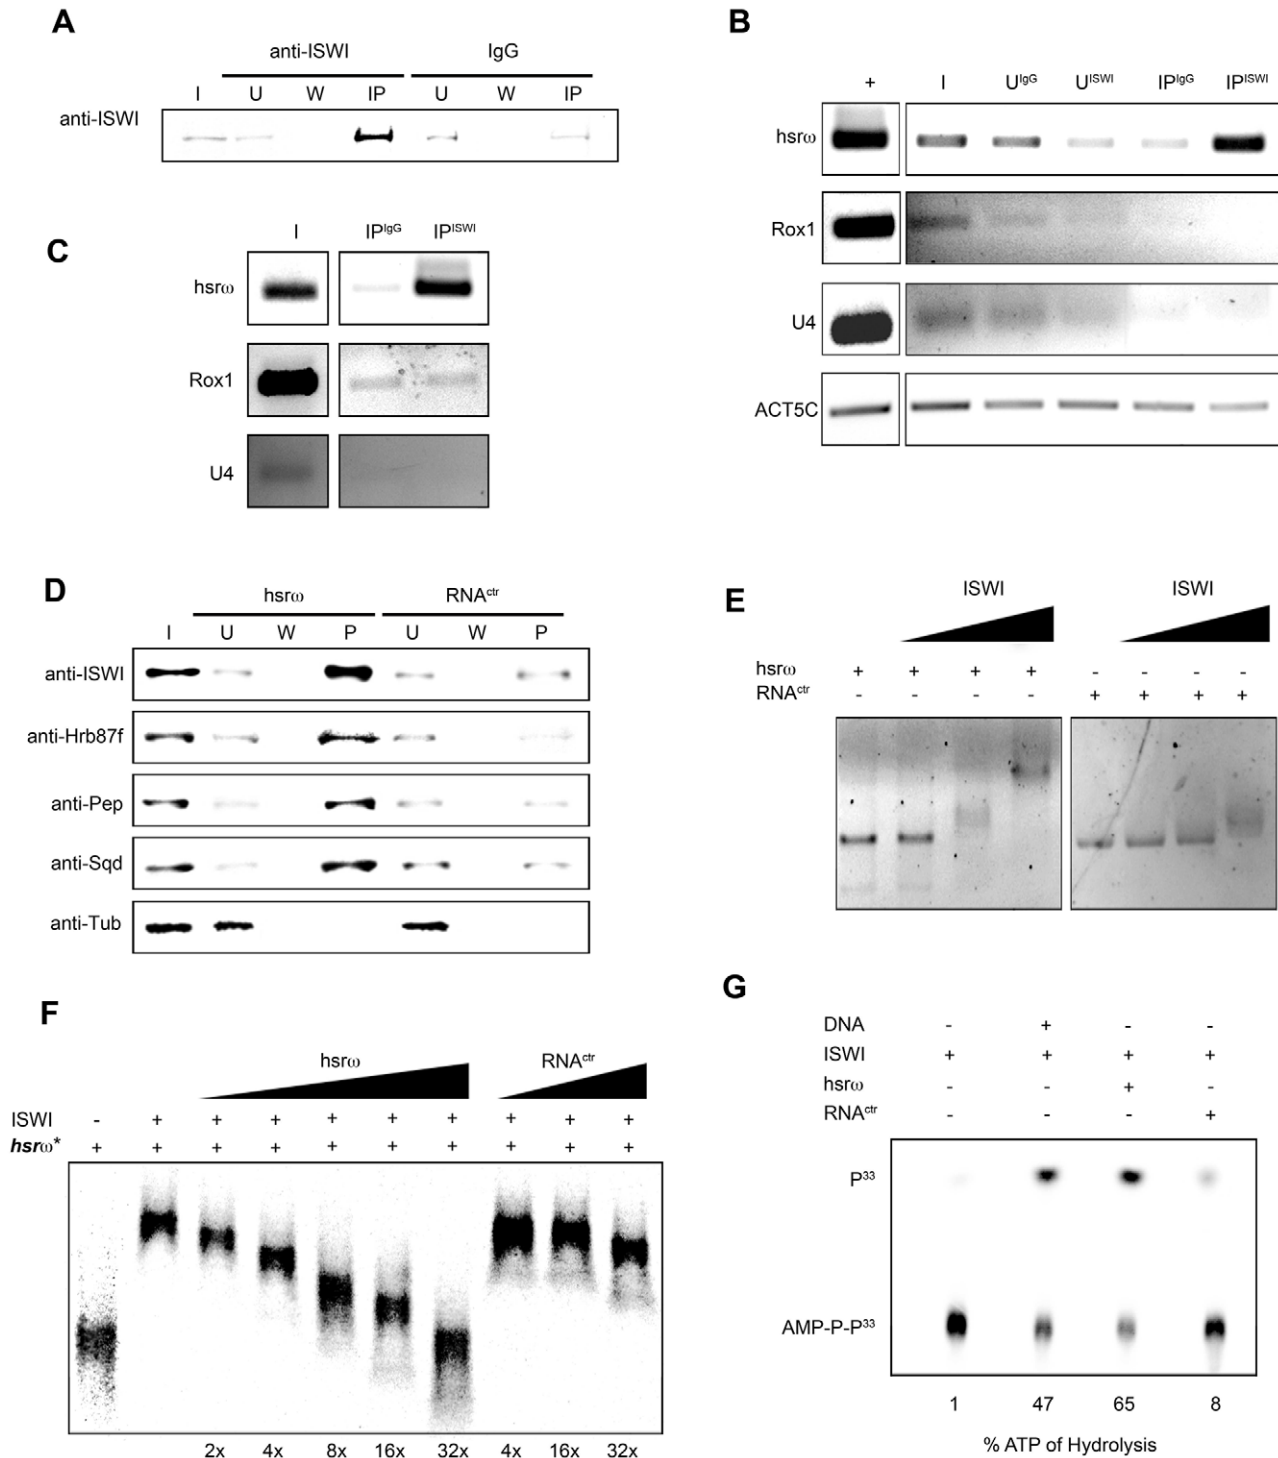 A
anti-ISWI IgG
I U W IP U W IP
anti-ISWI
B
+ I U^IgG U^ISWI IP^IgG IP^ISWI
hsrω
Rox1
U4
ACT5C
C
I IP^IgG IP^ISWI
hsrω
Rox1
U4
D
hsrω RNA^ctr
I U W P U W P
anti-ISWI
anti-Hrb87f
anti-Pep
anti-Sqd
anti-Tub
E
ISWI ISWI
hsrω + + + + - - - -
RNA^ctr - - - - + + + +
F
hsrω RNA^ctr
ISWI - + + + + + + + + +
hsrω* + + + + + + + + + +
2x 4x 8x 16x 32x 4x 16x 32x
G
DNA - + - -
ISWI + + + +
hsrω - - + -
RNA^ctr - - - +
P^33
AMP-P-P^33
1 47 65 8
% ATP of Hydrolysis